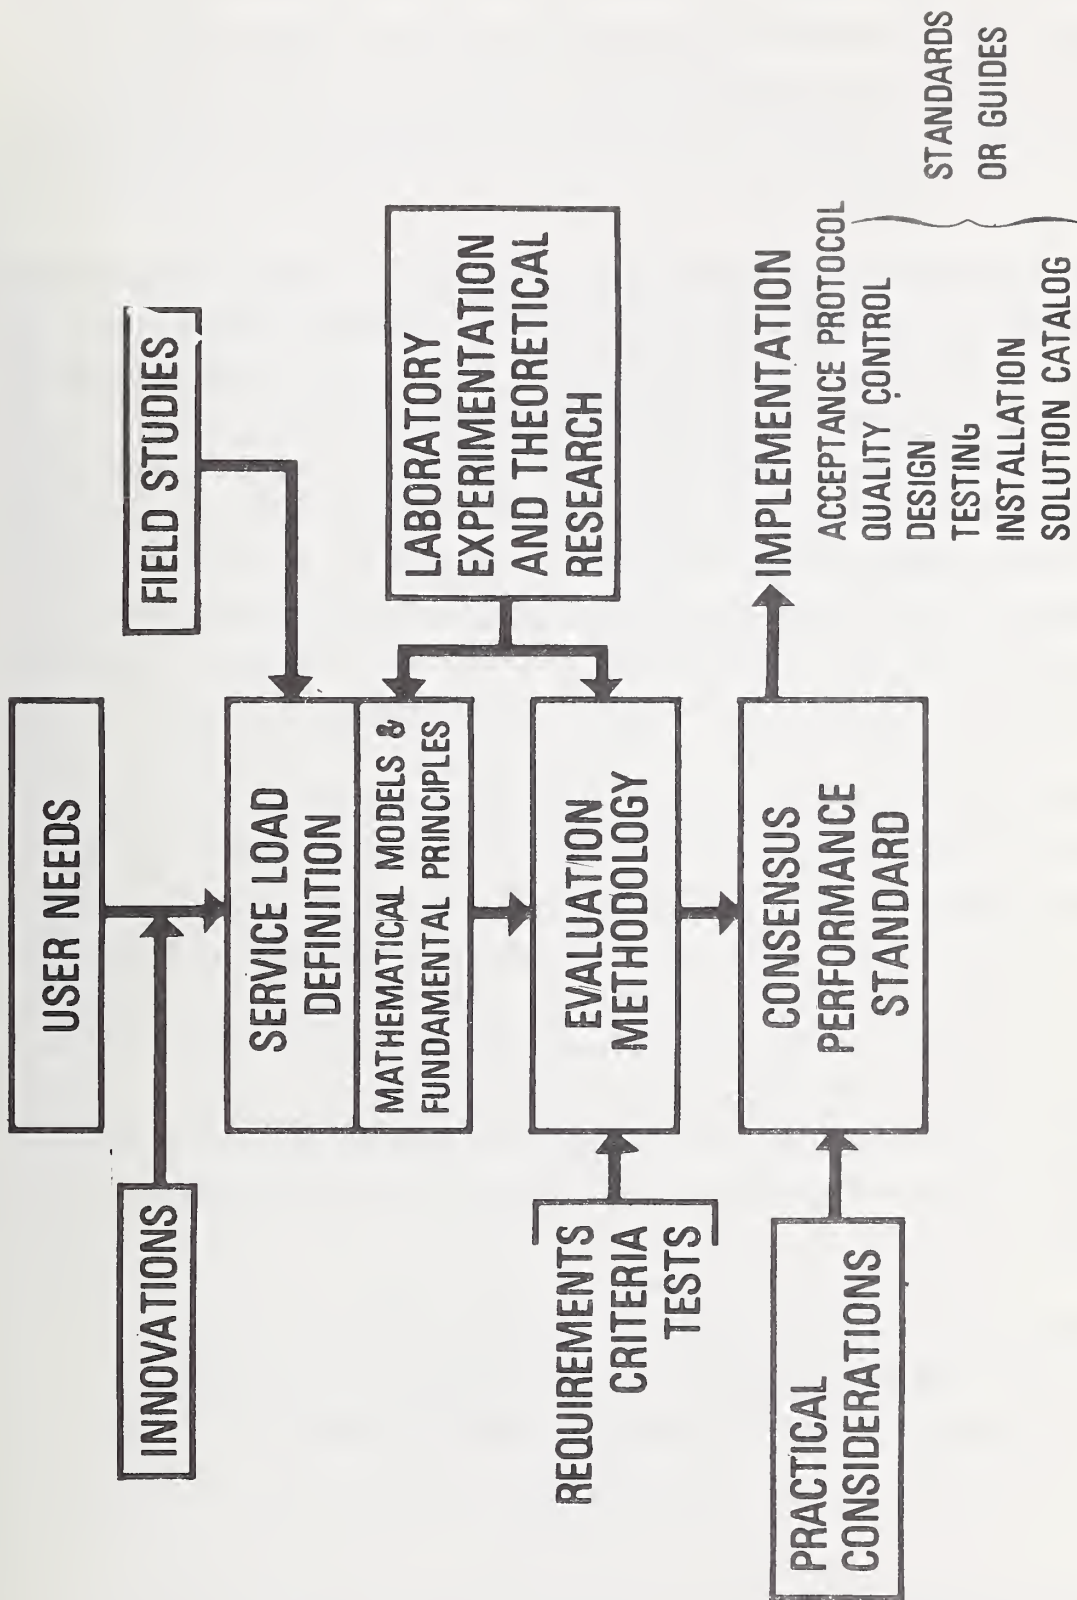 USER NEEDS
INNOVATIONS
FIELD STUDIES
SERVICE LOAD
DEFINITION
MATHEMATICAL MODELS &
FUNDAMENTAL PRINCIPLES
LABORATORY
EXPERIMENTATION
AND THEORETICAL
RESEARCH
REQUIREMENTS
CRITERIA
TESTS
EVALUATION
METHODOLOGY
PRACTICAL
CONSIDERATIONS
CONSENSUS
PERFORMANCE
STANDARD
IMPLEMENTATION
ACCEPTANCE PROTOCOL
QUALITY CONTROL
DESIGN
TESTING
INSTALLATION
SOLUTION CATALOG
STANDARDS
OR GUIDES